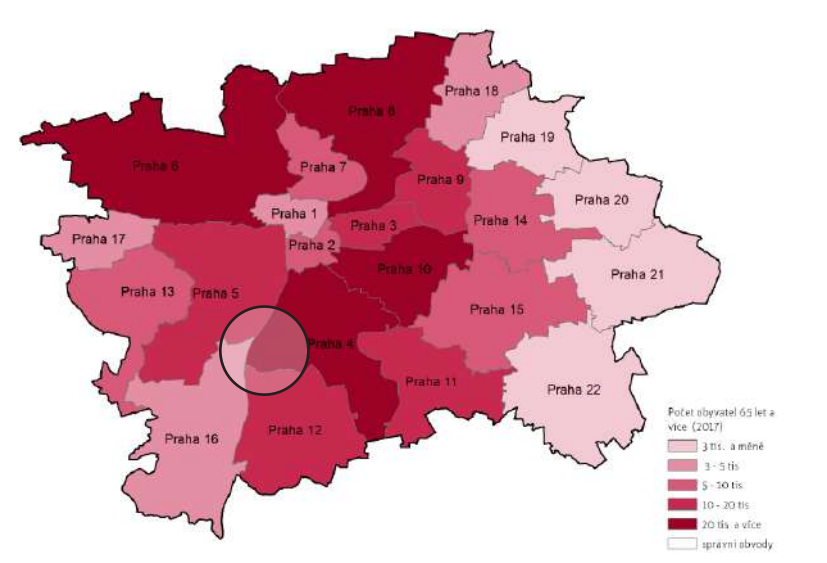 Praha 18
Praha 8
Praha 19
Praha 6
Praha 7
Praha 9
Praha 20
Praha 1
Praha 3
Praha 14
Praha 17
Praha 2
Praha 10
Praha 21
Praha 13
Praha 5
Praha 15
Praha 4
Praha 11
Praha 22
Praha 12
Praha 16
Počet obyvatel 65 let a
více (2017)
3 tis. a méně
3 - 5 tis
5 - 10 tis
10 - 20 tis
20 tis a více
správní obvody